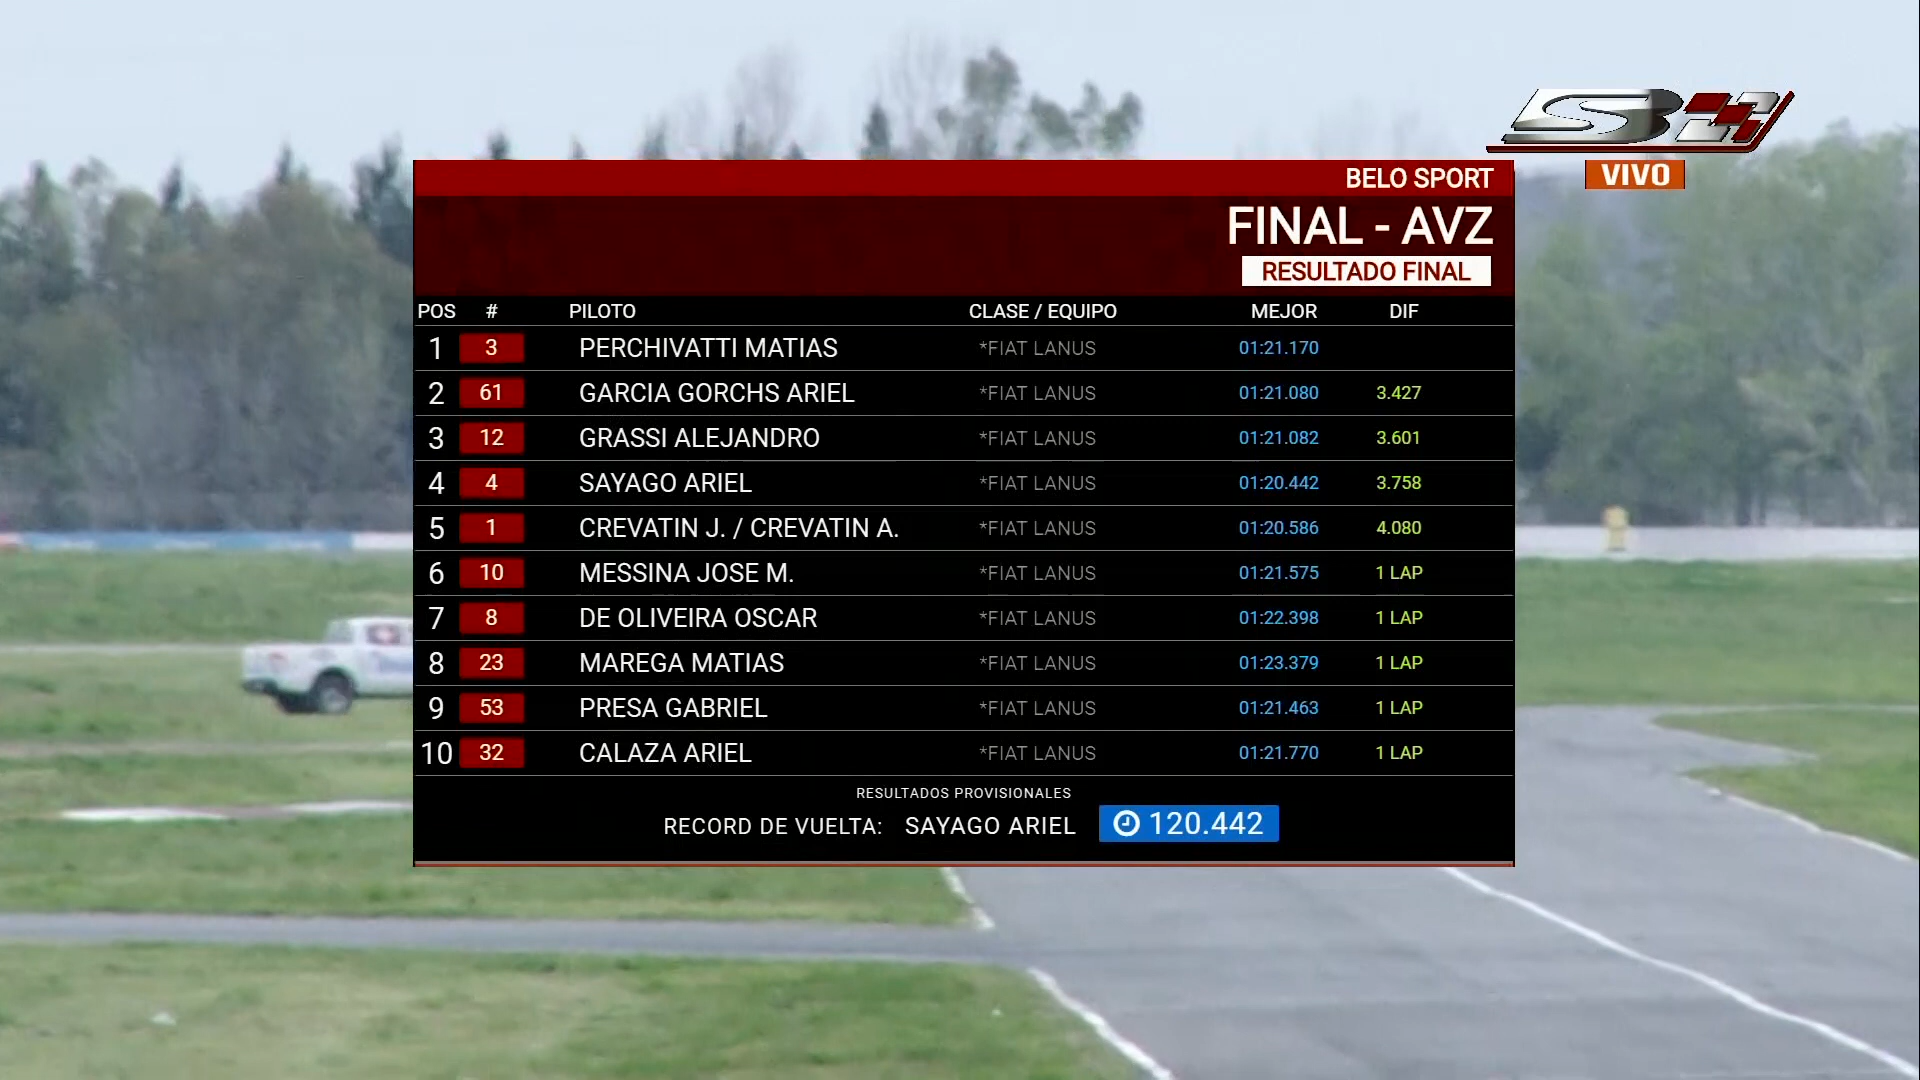 BELO SPORT
VIVO
FINAL - AVZ
RESULTADO FINAL
POS # PILOTO CLASE / EQUIPO MEJOR DIF
1 3 PERCHIVATTI MATIAS *FIAT LANUS 01:21.170
2 61 GARCIA GORCHS ARIEL *FIAT LANUS 01:21.080 3.427
3 12 GRASSI ALEJANDRO *FIAT LANUS 01:21.082 3.601
4 4 SAYAGO ARIEL *FIAT LANUS 01:20.442 3.758
5 1 CREVATIN J. / CREVATIN A. *FIAT LANUS 01:20.586 4.080
6 10 MESSINA JOSE M. *FIAT LANUS 01:21.575 1 LAP
7 8 DE OLIVEIRA OSCAR *FIAT LANUS 01:22.398 1 LAP
8 23 MAREGA MATIAS *FIAT LANUS 01:23.379 1 LAP
9 53 PRESA GABRIEL *FIAT LANUS 01:21.463 1 LAP
10 32 CALAZA ARIEL *FIAT LANUS 01:21.770 1 LAP
RESULTADOS PROVISIONALES
RECORD DE VUELTA: SAYAGO ARIEL 120.442